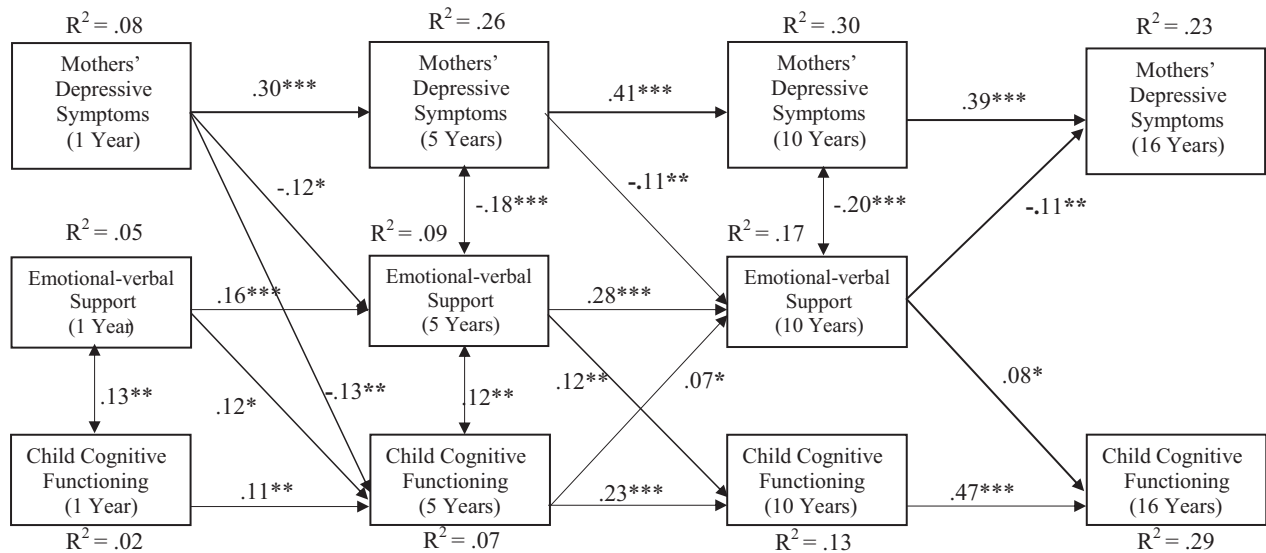 R² = .08
R² = .26
R² = .30
R² = .23
Mothers’
Depressive
Symptoms
(1 Year)
.30***
Mothers’
Depressive
Symptoms
(5 Years)
.41***
Mothers’
Depressive
Symptoms
(10 Years)
.39***
Mothers’
Depressive
Symptoms
(16 Years)
-.12*
-.18***
-.11**
-.20***
-.11**
R² = .05
R² = .09
R² = .17
Emotional-verbal
Support
(1 Year)
.16***
Emotional-verbal
Support
(5 Years)
.28***
Emotional-verbal
Support
(10 Years)
.13**
.12*
-.13**
.12**
.12**
.07*
.08*
Child Cognitive
Functioning
(1 Year)
.11**
Child Cognitive
Functioning
(5 Years)
.23***
Child Cognitive
Functioning
(10 Years)
.47***
Child Cognitive
Functioning
(16 Years)
R² = .02
R² = .07
R² = .13
R² = .29